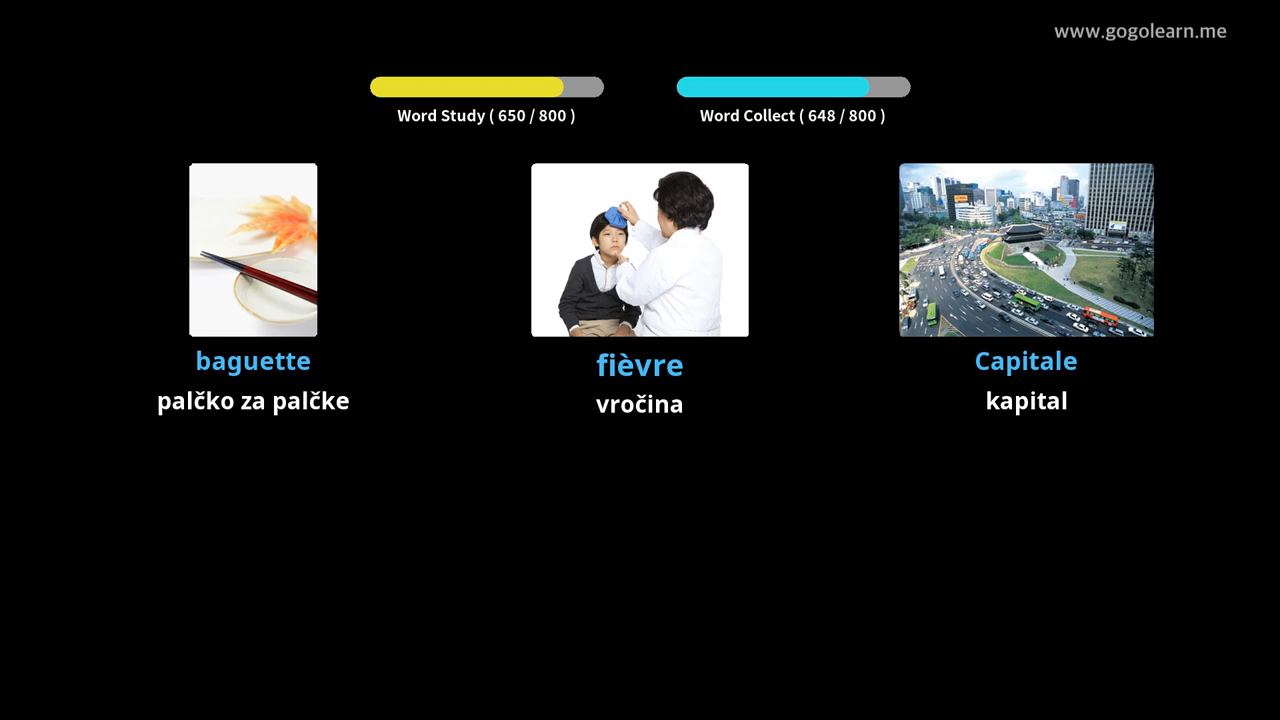 www.gogolearn.me
Word Study ( 650 / 800 )
Word Collect ( 648 / 800 )
baguette
palčko za palčke
fièvre
vročina
Capitale
kapital